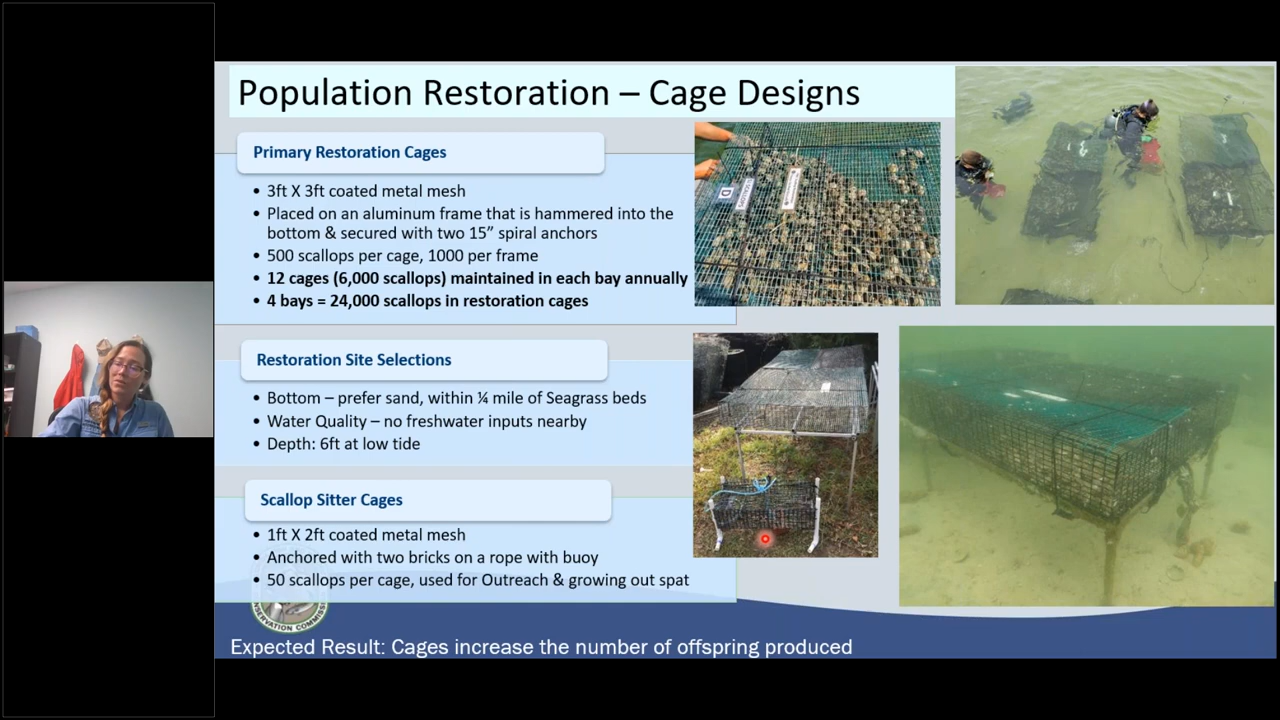 Population Restoration – Cage Designs
Primary Restoration Cages
• 3ft X 3ft coated metal mesh
• Placed on an aluminum frame that is hammered into the
bottom & secured with two 15” spiral anchors
• 500 scallops per cage, 1000 per frame
• 12 cages (6,000 scallops) maintained in each bay annually
• 4 bays = 24,000 scallops in restoration cages
Restoration Site Selections
• Bottom – prefer sand, within ¼ mile of Seagrass beds
• Water Quality – no freshwater inputs nearby
• Depth: 6ft at low tide
Scallop Sitter Cages
• 1ft X 2ft coated metal mesh
• Anchored with two bricks on a rope with buoy
• 50 scallops per cage, used for Outreach & growing out spat
Expected Result: Cages increase the number of offspring produced